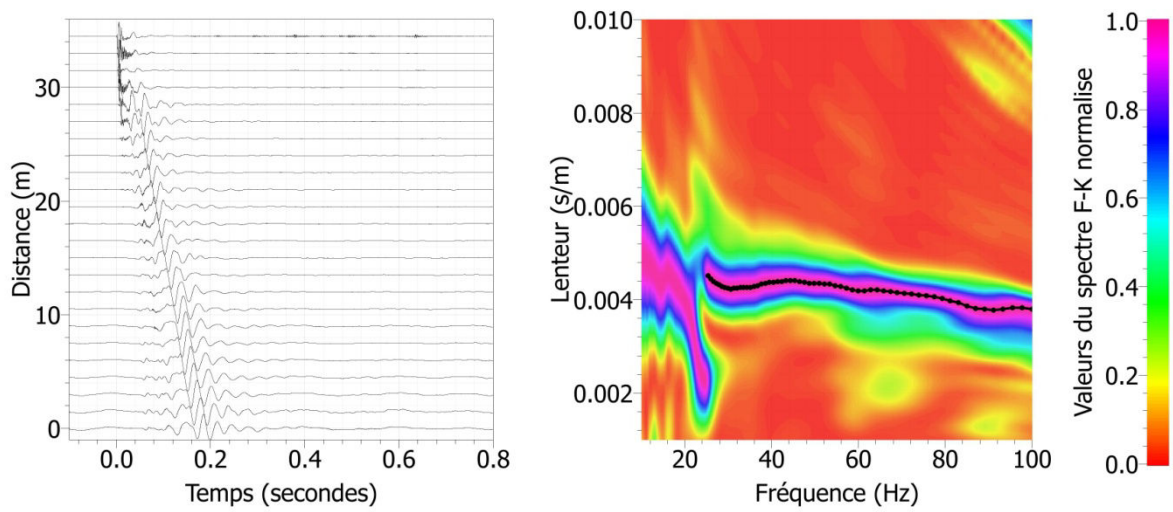 30
20
10
0
Distance (m)
0.0 0.2 0.4 0.6 0.8
Temps (secondes)
0.010
0.008
0.006
0.004
0.002
Lenteur (s/m)
20 40 60 80 100
Fréquence (Hz)
Valeurs du spectre F-K normalise
1.0
0.8
0.6
0.4
0.2
0.0